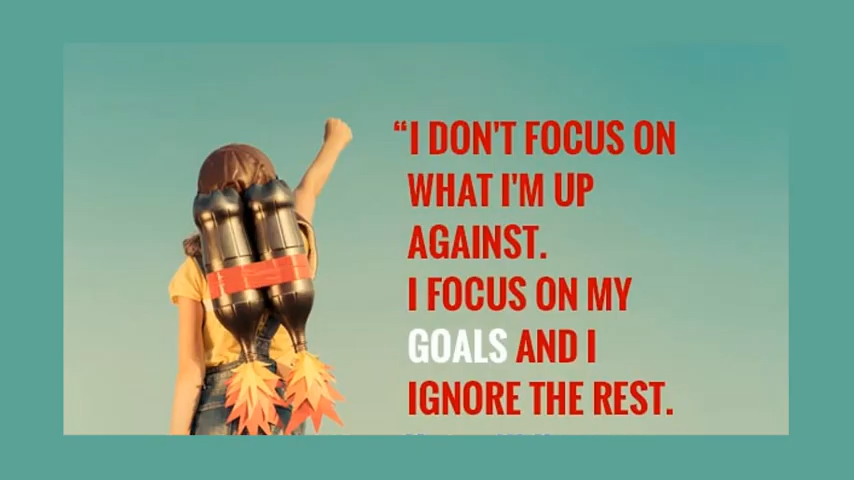 “I DON'T FOCUS ON
WHAT I'M UP
AGAINST.
I FOCUS ON MY
GOALS AND I
IGNORE THE REST.